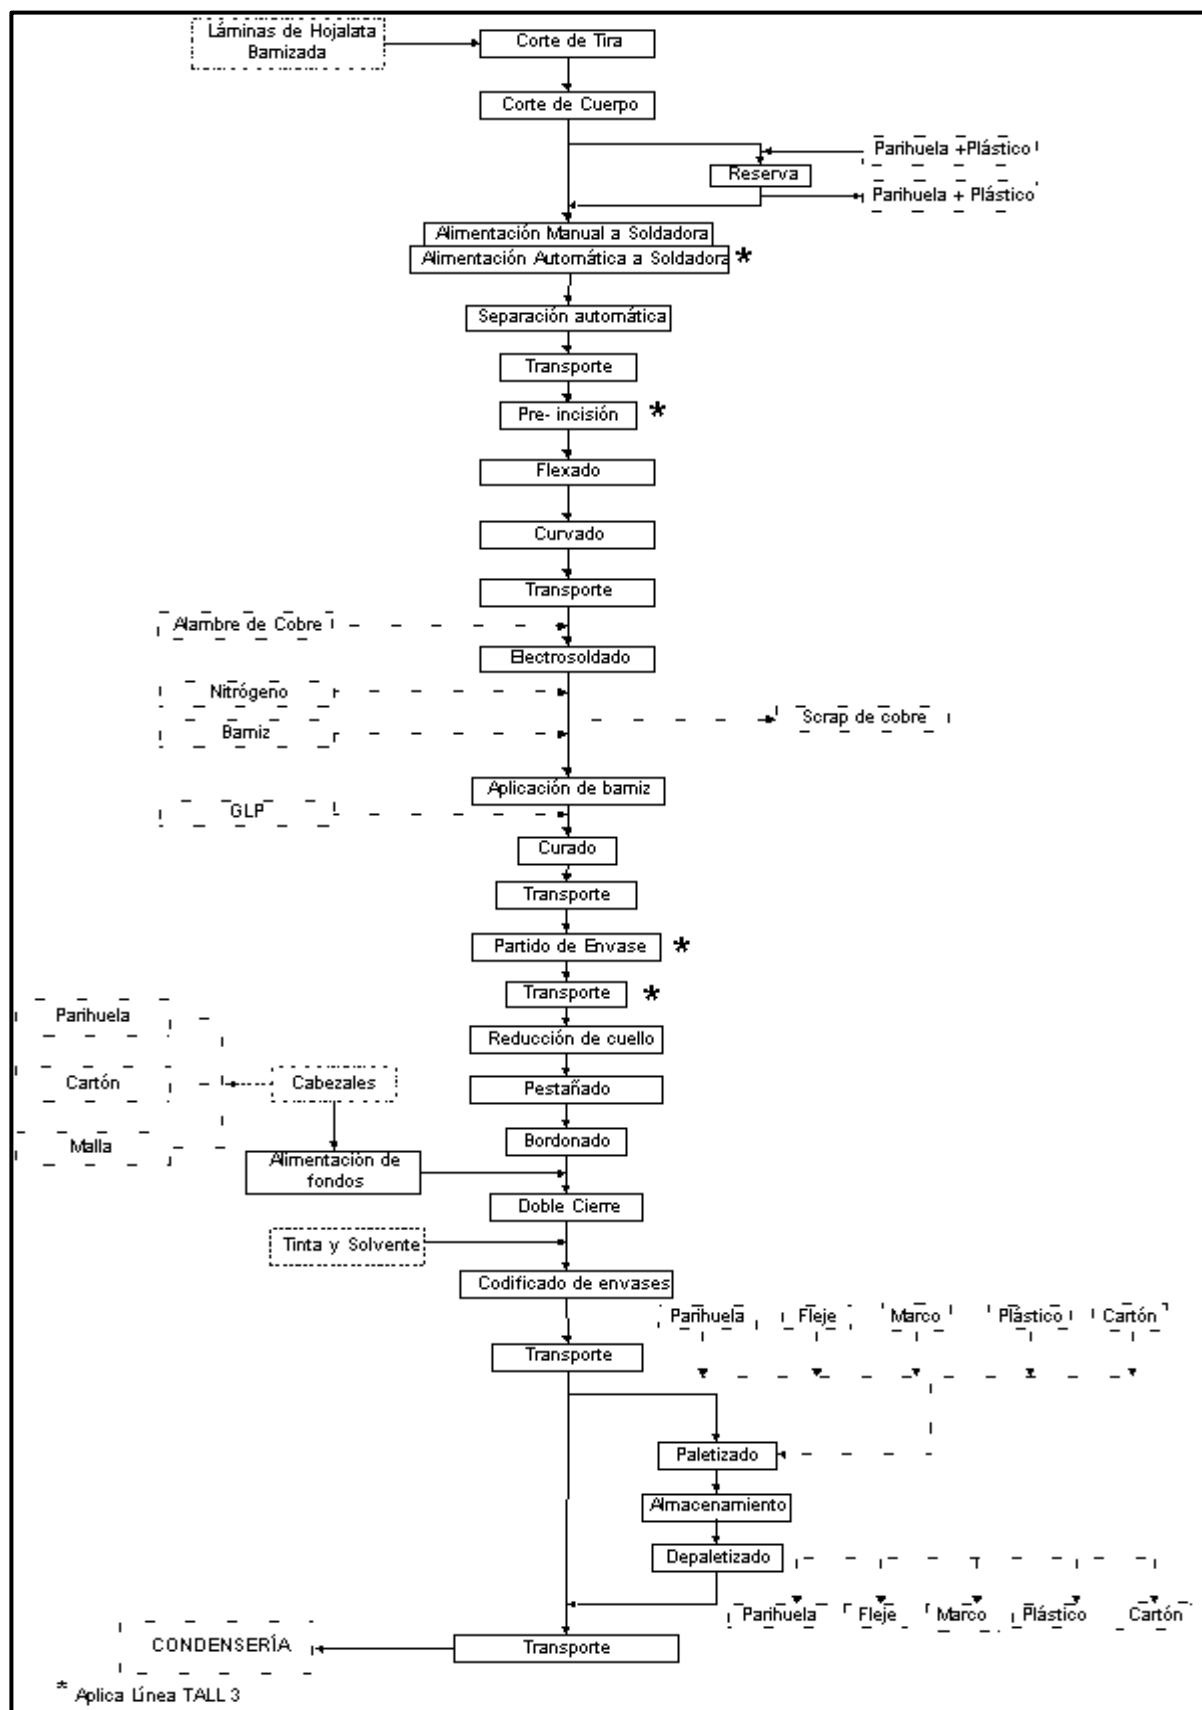 Láminas de Hojalata
Barnizada
Corte de Tira
Corte de Cuerpo
Parihuela +Plástico
Reserva
Parihuela + Plástico
Alimentación Manual a Soldadora
Alimentación Automática a Soldadora *
Separación automática
Transporte
Pre- incisión *
Flexado
Curvado
Transporte
Alambre de Cobre
Electrosoldado
Nitrógeno
Scrap de cobre
Barniz
Aplicación de barniz
GLP
Curado
Transporte
Partido de Envase *
Transporte *
Parihuela
Reducción de cuello
Cartón
Cabezales
Pestañado
Malla
Bordonado
Alimentación de
fondos
Doble Cierre
Tinta y Solvente
Codificado de envases
Parihuela Fleje Marco Plástico Cartón
Transporte
Paletizado
Almacenamiento
Depaletizado
Parihuela Fleje Marco Plástico Cartón
CONDENSERÍA
Transporte
* Aplica Línea TALL 3